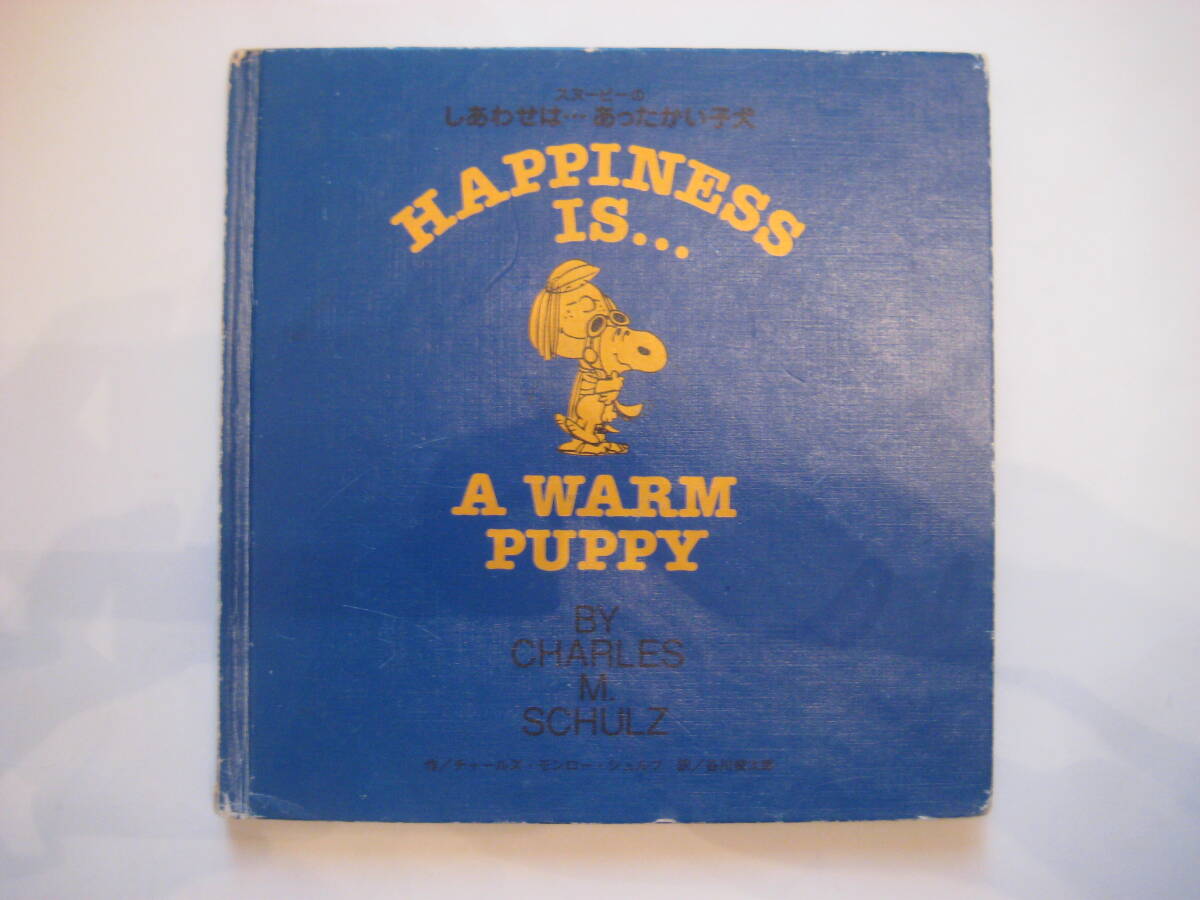 スヌーピーの
しあわせは… あったかい子犬
HAPPINESS
IS...
A WARM
PUPPY
BY
CHARLES
M.
SCHULZ
作/チャールズ・モンロー・シュルツ 訳/谷川俊太郎